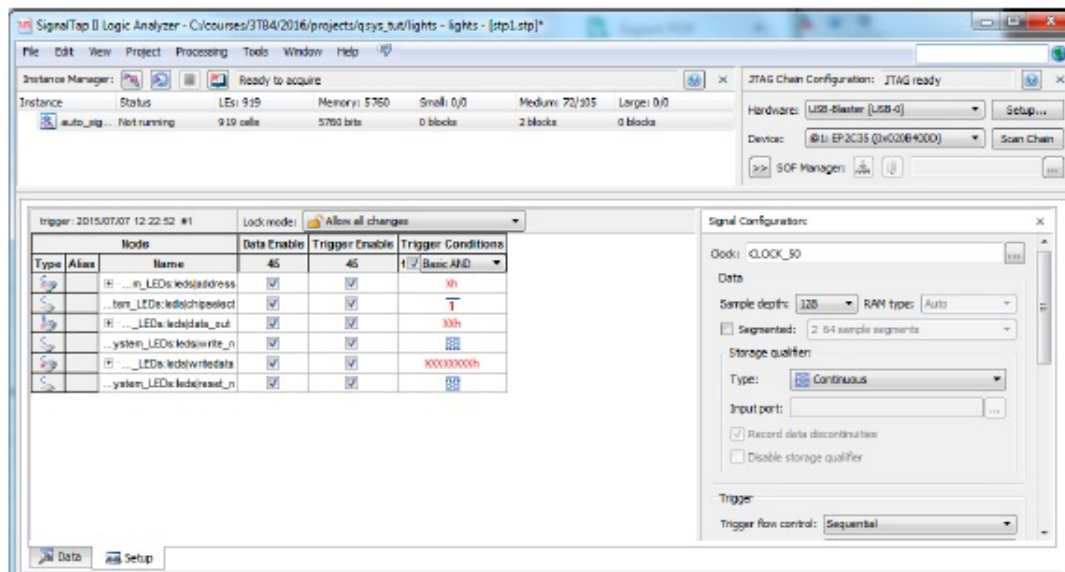 SignalTap II Logic Analyzer - C:/courses/3T84/2016/projects/qsys_tut/lights - lights - [stp1.stp]*
File Edit View Project Processing Tools Window Help
Instance Manager: Ready to acquire
JTAG Chain Configuration: JTAG ready
Instance Status LEs: 919 Memory: 5760 Small: 0/0 Medium: 72/105 Large: 0/0
auto_sig... Not running 919 cells 5760 bits 0 blocks 2 blocks 0 blocks
Hardware: USB-Blaster [USB-0] Setup...
Device: @1: EP2C35 (0x020B40DD) Scan Chain
>> SOF Manager: ...
trigger: 2015/07/07 12:22:52 #1 Lock mode: Allow all changes
Signal Configuration:
Node Data Enable Trigger Enable Trigger Conditions
Type Alias Name 45 45 1 Basic AND
...m_LEDs:leds|address Xh
...tem_LEDs:leds|chipselect 1
..._LEDs:leds|data_out XXh
...ystem_LEDs:leds|write_n
..._LEDs:leds|writedata XXXXXXXXh
...ystem_LEDs:leds|reset_n
Clock: CLOCK_50 ...
Data
Sample depth: 128 RAM type: Auto
Segmented: 2 64 sample segments
Storage qualifier:
Type: Continuous
Input port: ...
Record data discontinuities
Disable storage qualifier
Trigger
Trigger flow control: Sequential
Data Setup